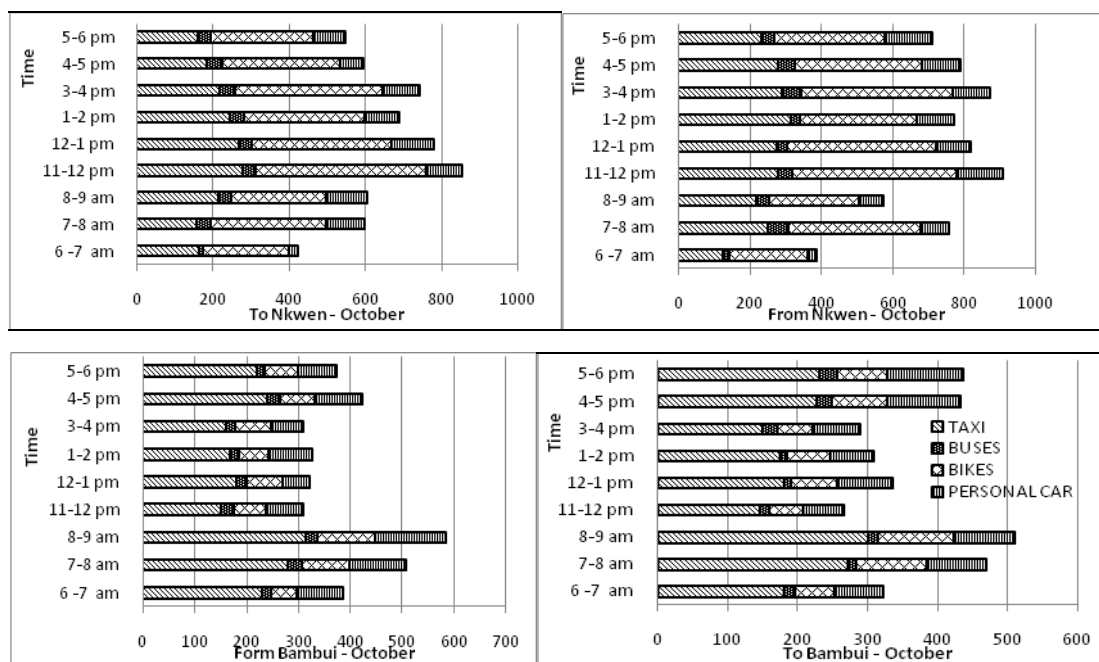 Time
5-6 pm
4-5 pm
3-4 pm
1-2 pm
12-1 pm
11-12 pm
8-9 am
7-8 am
6 -7 am
0 200 400 600 800 1000
To Nkwen - October
Time
5-6 pm
4-5 pm
3-4 pm
1-2 pm
12-1 pm
11-12 pm
8-9 am
7-8 am
6 -7 am
0 200 400 600 800 1000
From Nkwen - October
Time
5-6 pm
4-5 pm
3-4 pm
1-2 pm
12-1 pm
11-12 pm
8-9 am
7-8 am
6 -7 am
0 100 200 300 400 500 600 700
Form Bambui - October
Time
5-6 pm
4-5 pm
3-4 pm
1-2 pm
12-1 pm
11-12 pm
8-9 am
7-8 am
6 -7 am
TAXI
BUSES
BIKES
PERSONAL CAR
0 100 200 300 400 500 600
To Bambui - October